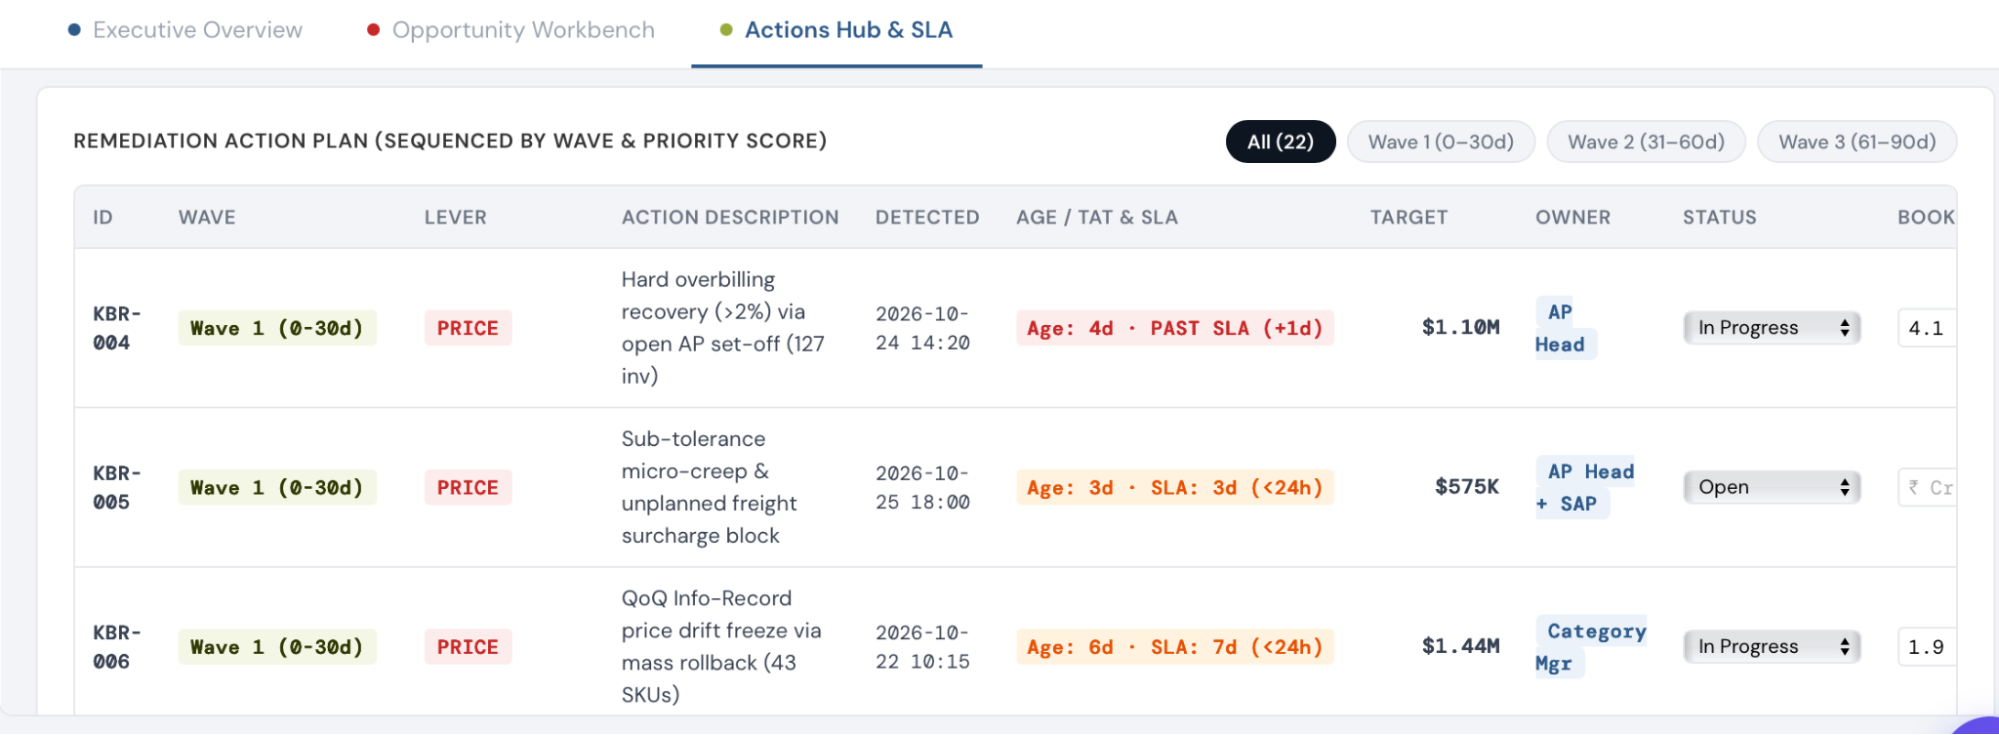 Executive Overview
Opportunity Workbench
Actions Hub & SLA
REMEDIATION ACTION PLAN (SEQUENCED BY WAVE & PRIORITY SCORE)
All (22)
Wave 1 (0–30d)
Wave 2 (31–60d)
Wave 3 (61–90d)
ID
WAVE
LEVER
ACTION DESCRIPTION
DETECTED
AGE / TAT & SLA
TARGET
OWNER
STATUS
BOOK
KBR-
004
Wave 1 (0-30d)
PRICE
Hard overbilling
recovery (>2%) via
open AP set-off (127
inv)
2026-10-
24 14:20
Age: 4d · PAST SLA (+1d)
$1.10M
AP
Head
In Progress
4.1
KBR-
005
Wave 1 (0-30d)
PRICE
Sub-tolerance
micro-creep &
unplanned freight
surcharge block
2026-10-
25 18:00
Age: 3d · SLA: 3d (<24h)
$575K
AP Head
+ SAP
Open
₹ Cr
KBR-
006
Wave 1 (0-30d)
PRICE
QoQ Info-Record
price drift freeze via
mass rollback (43
SKUs)
2026-10-
22 10:15
Age: 6d · SLA: 7d (<24h)
$1.44M
Category
Mgr
In Progress
1.9